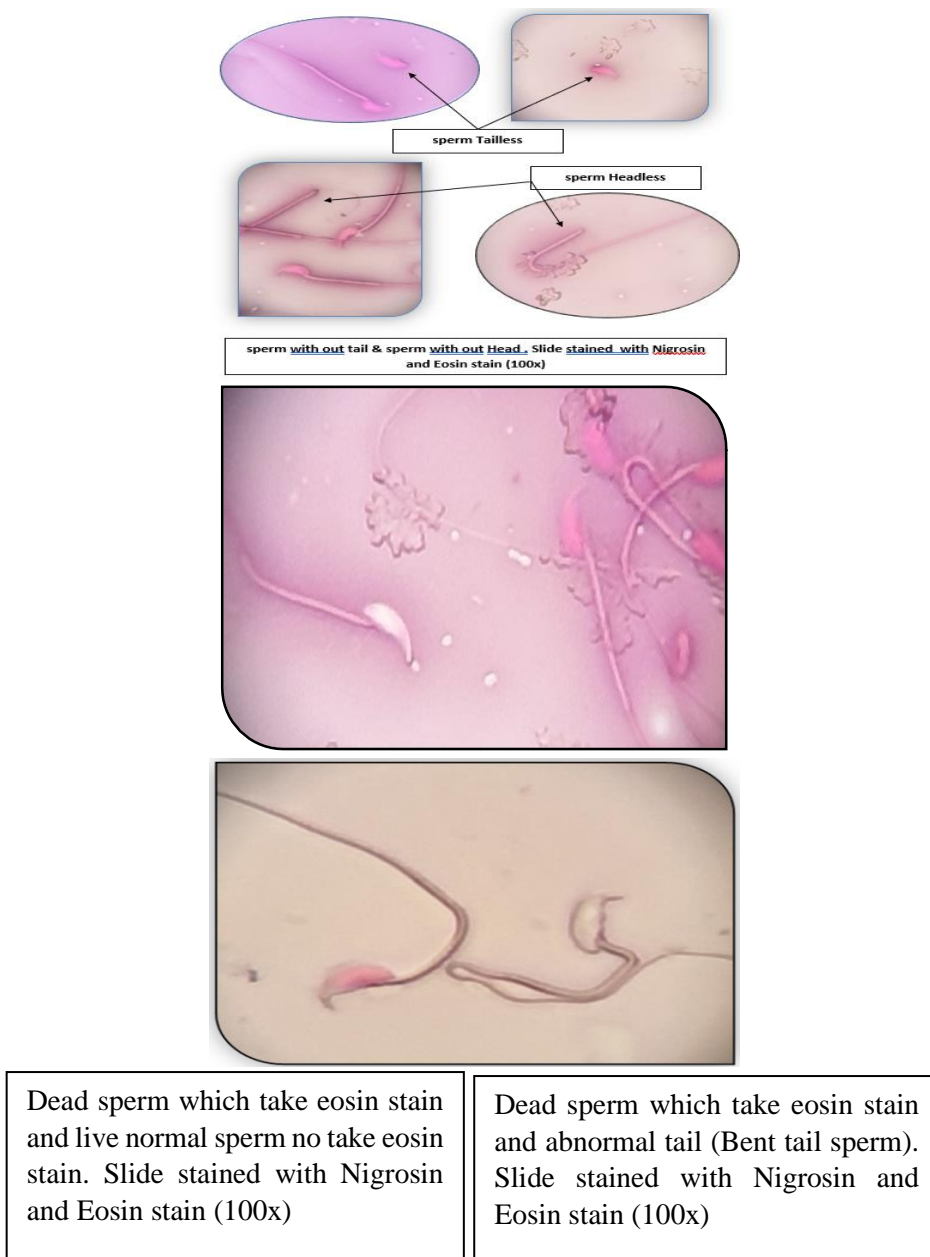 sperm Tailless
sperm Headless
sperm with out tail & sperm with out Head . Slide stained with Nigrosin
and Eosin stain (100x)
Dead sperm which take eosin stain
and live normal sperm no take eosin
stain. Slide stained with Nigrosin
and Eosin stain (100x)
Dead sperm which take eosin stain
and abnormal tail (Bent tail sperm).
Slide stained with Nigrosin and
Eosin stain (100x)